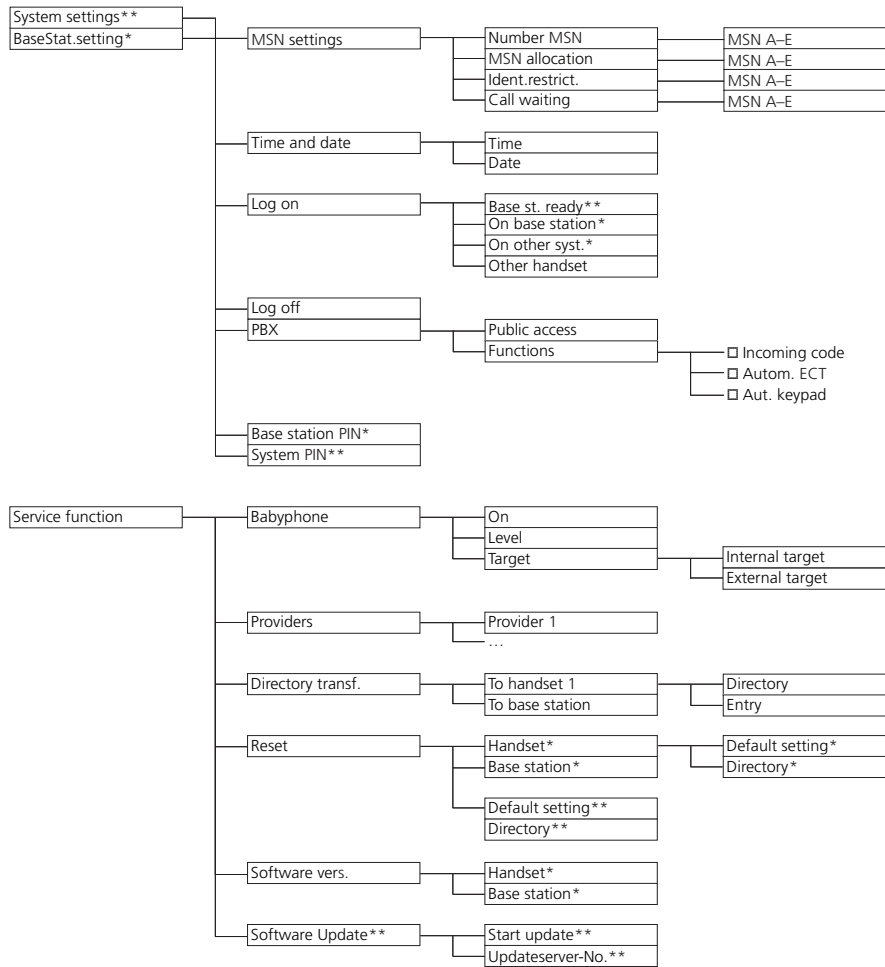 System settings**
BaseStat.setting*
MSN settings
Number MSN
MSN A–E
MSN allocation
MSN A–E
Ident.restrict.
MSN A–E
Call waiting
MSN A–E
Time and date
Time
Date
Log on
Base st. ready**
On base station*
On other syst.*
Other handset
Log off
PBX
Public access
Functions
Incoming code
Autom. ECT
Aut. keypad
Base station PIN*
System PIN**
Service function
Babyphone
On
Level
Target
Internal target
External target
Providers
Provider 1
…
Directory transf.
To handset 1
Directory
To base station
Entry
Reset
Handset*
Default setting*
Base station*
Directory*
Default setting**
Directory**
Software vers.
Handset*
Base station*
Software Update**
Start update**
Updateserver-No.**